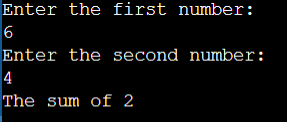 Enter the first number:
6
Enter the second number:
4
The sum of 2